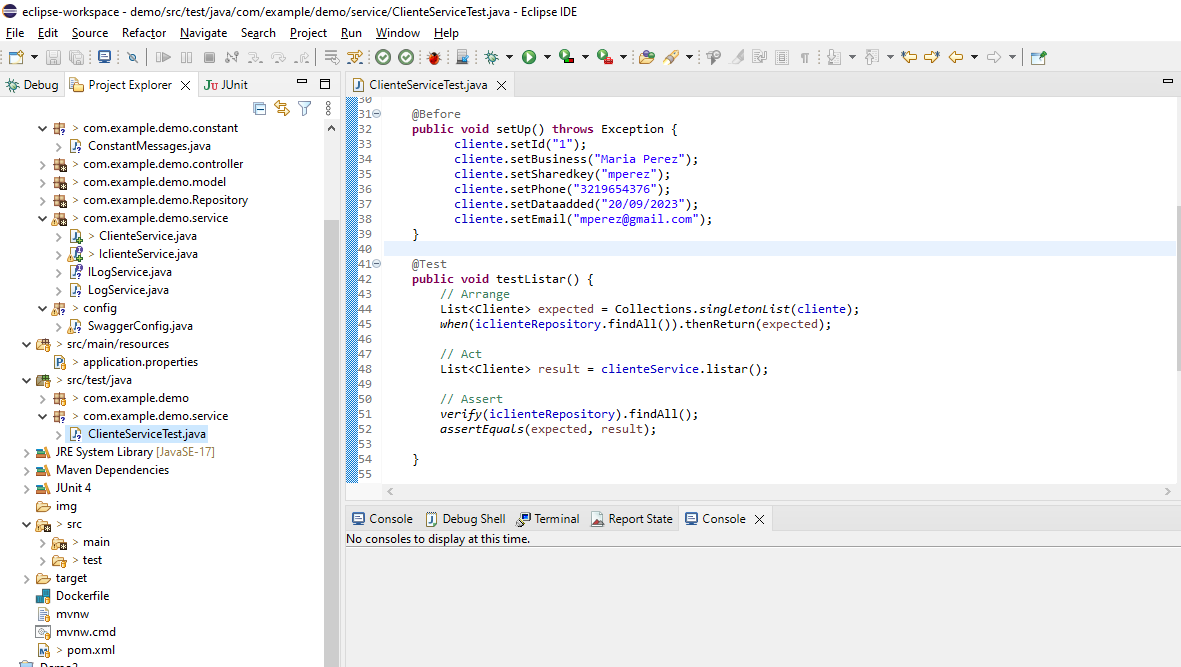 eclipse-workspace - demo/src/test/java/com/example/demo/service/ClienteServiceTest.java - Eclipse IDE
File Edit Source Refactor Navigate Search Project Run Window Help
Debug Project Explorer JUnit
ClienteServiceTest.java
> com.example.demo.constant
ConstantMessages.java
> com.example.demo.controller
> com.example.demo.model
> com.example.demo.Repository
> com.example.demo.service
> ClienteService.java
> IclienteService.java
ILogService.java
LogService.java
> config
SwaggerConfig.java
> src/main/resources
> application.properties
> src/test/java
> com.example.demo
> com.example.demo.service
ClienteServiceTest.java
JRE System Library [JavaSE-17]
Maven Dependencies
JUnit 4
img
> src
> main
> test
target
Dockerfile
mvnw
mvnw.cmd
> pom.xml
Demo2
30
31 @Before
32 public void setUp() throws Exception {
33 cliente.setId("1");
34 cliente.setBusiness("Maria Perez");
35 cliente.setSharedkey("mperez");
36 cliente.setPhone("3219654376");
37 cliente.setDataadded("20/09/2023");
38 cliente.setEmail("mperez@gmail.com");
39 }
40
41 @Test
42 public void testListar() {
43 // Arrange
44 List<Cliente> expected = Collections.singletonList(cliente);
45 when(iclienteRepository.findAll()).thenReturn(expected);
46
47 // Act
48 List<Cliente> result = clienteService.listar();
49
50 // Assert
51 verify(iclienteRepository).findAll();
52 assertEquals(expected, result);
53
54 }
55
Console Debug Shell Terminal Report State Console
No consoles to display at this time.